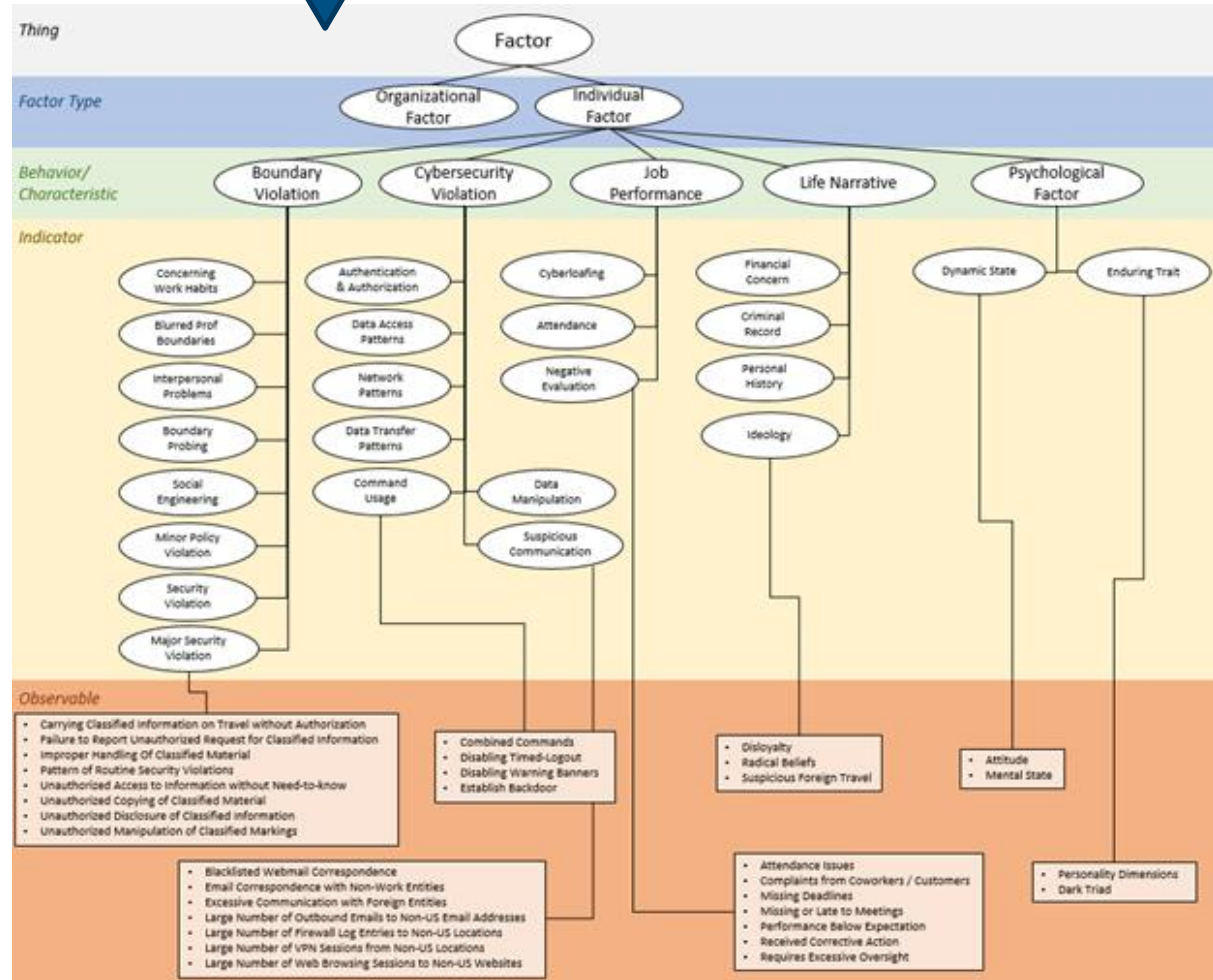 Thing
Factor
Factor Type
Organizational
Factor
Individual
Factor
Behavior/
Characteristic
Boundary
Violation
Cybersecurity
Violation
Job
Performance
Life Narrative
Psychological
Factor
Indicator
Concerning
Work Habits
Blurred Prof
Boundaries
Interpersonal
Problems
Boundary
Probing
Social
Engineering
Minor Policy
Violation
Security
Violation
Major Security
Violation
Authentication
& Authorization
Data Access
Patterns
Network
Patterns
Data Transfer
Patterns
Command
Usage
Data
Manipulation
Suspicious
Communication
Cyberloafing
Attendance
Negative
Evaluation
Financial
Concern
Criminal
Record
Personal
History
Ideology
Dynamic State
Enduring Trait
Observable
• Carrying Classified Information on Travel without Authorization
• Failure to Report Unauthorized Request for Classified Information
• Improper Handling Of Classified Material
• Pattern of Routine Security Violations
• Unauthorized Access to Information without Need-to-know
• Unauthorized Copying of Classified Material
• Unauthorized Disclosure of Classified Information
• Unauthorized Manipulation of Classified Markings
• Combined Commands
• Disabling Timed-Logout
• Disabling Warning Banners
• Establish Backdoor
• Disloyalty
• Radical Beliefs
• Suspicious Foreign Travel
• Attitude
• Mental State
• Blacklisted Webmail Correspondence
• Email Correspondence with Non-Work Entities
• Excessive Communication with Foreign Entities
• Large Number of Outbound Emails to Non-US Email Addresses
• Large Number of Firewall Log Entries to Non-US Locations
• Large Number of VPN Sessions from Non-US Locations
• Large Number of Web Browsing Sessions to Non-US Websites
• Attendance Issues
• Complaints from Coworkers / Customers
• Missing Deadlines
• Missing or Late to Meetings
• Performance Below Expectation
• Received Corrective Action
• Requires Excessive Oversight
• Personality Dimensions
• Dark Triad